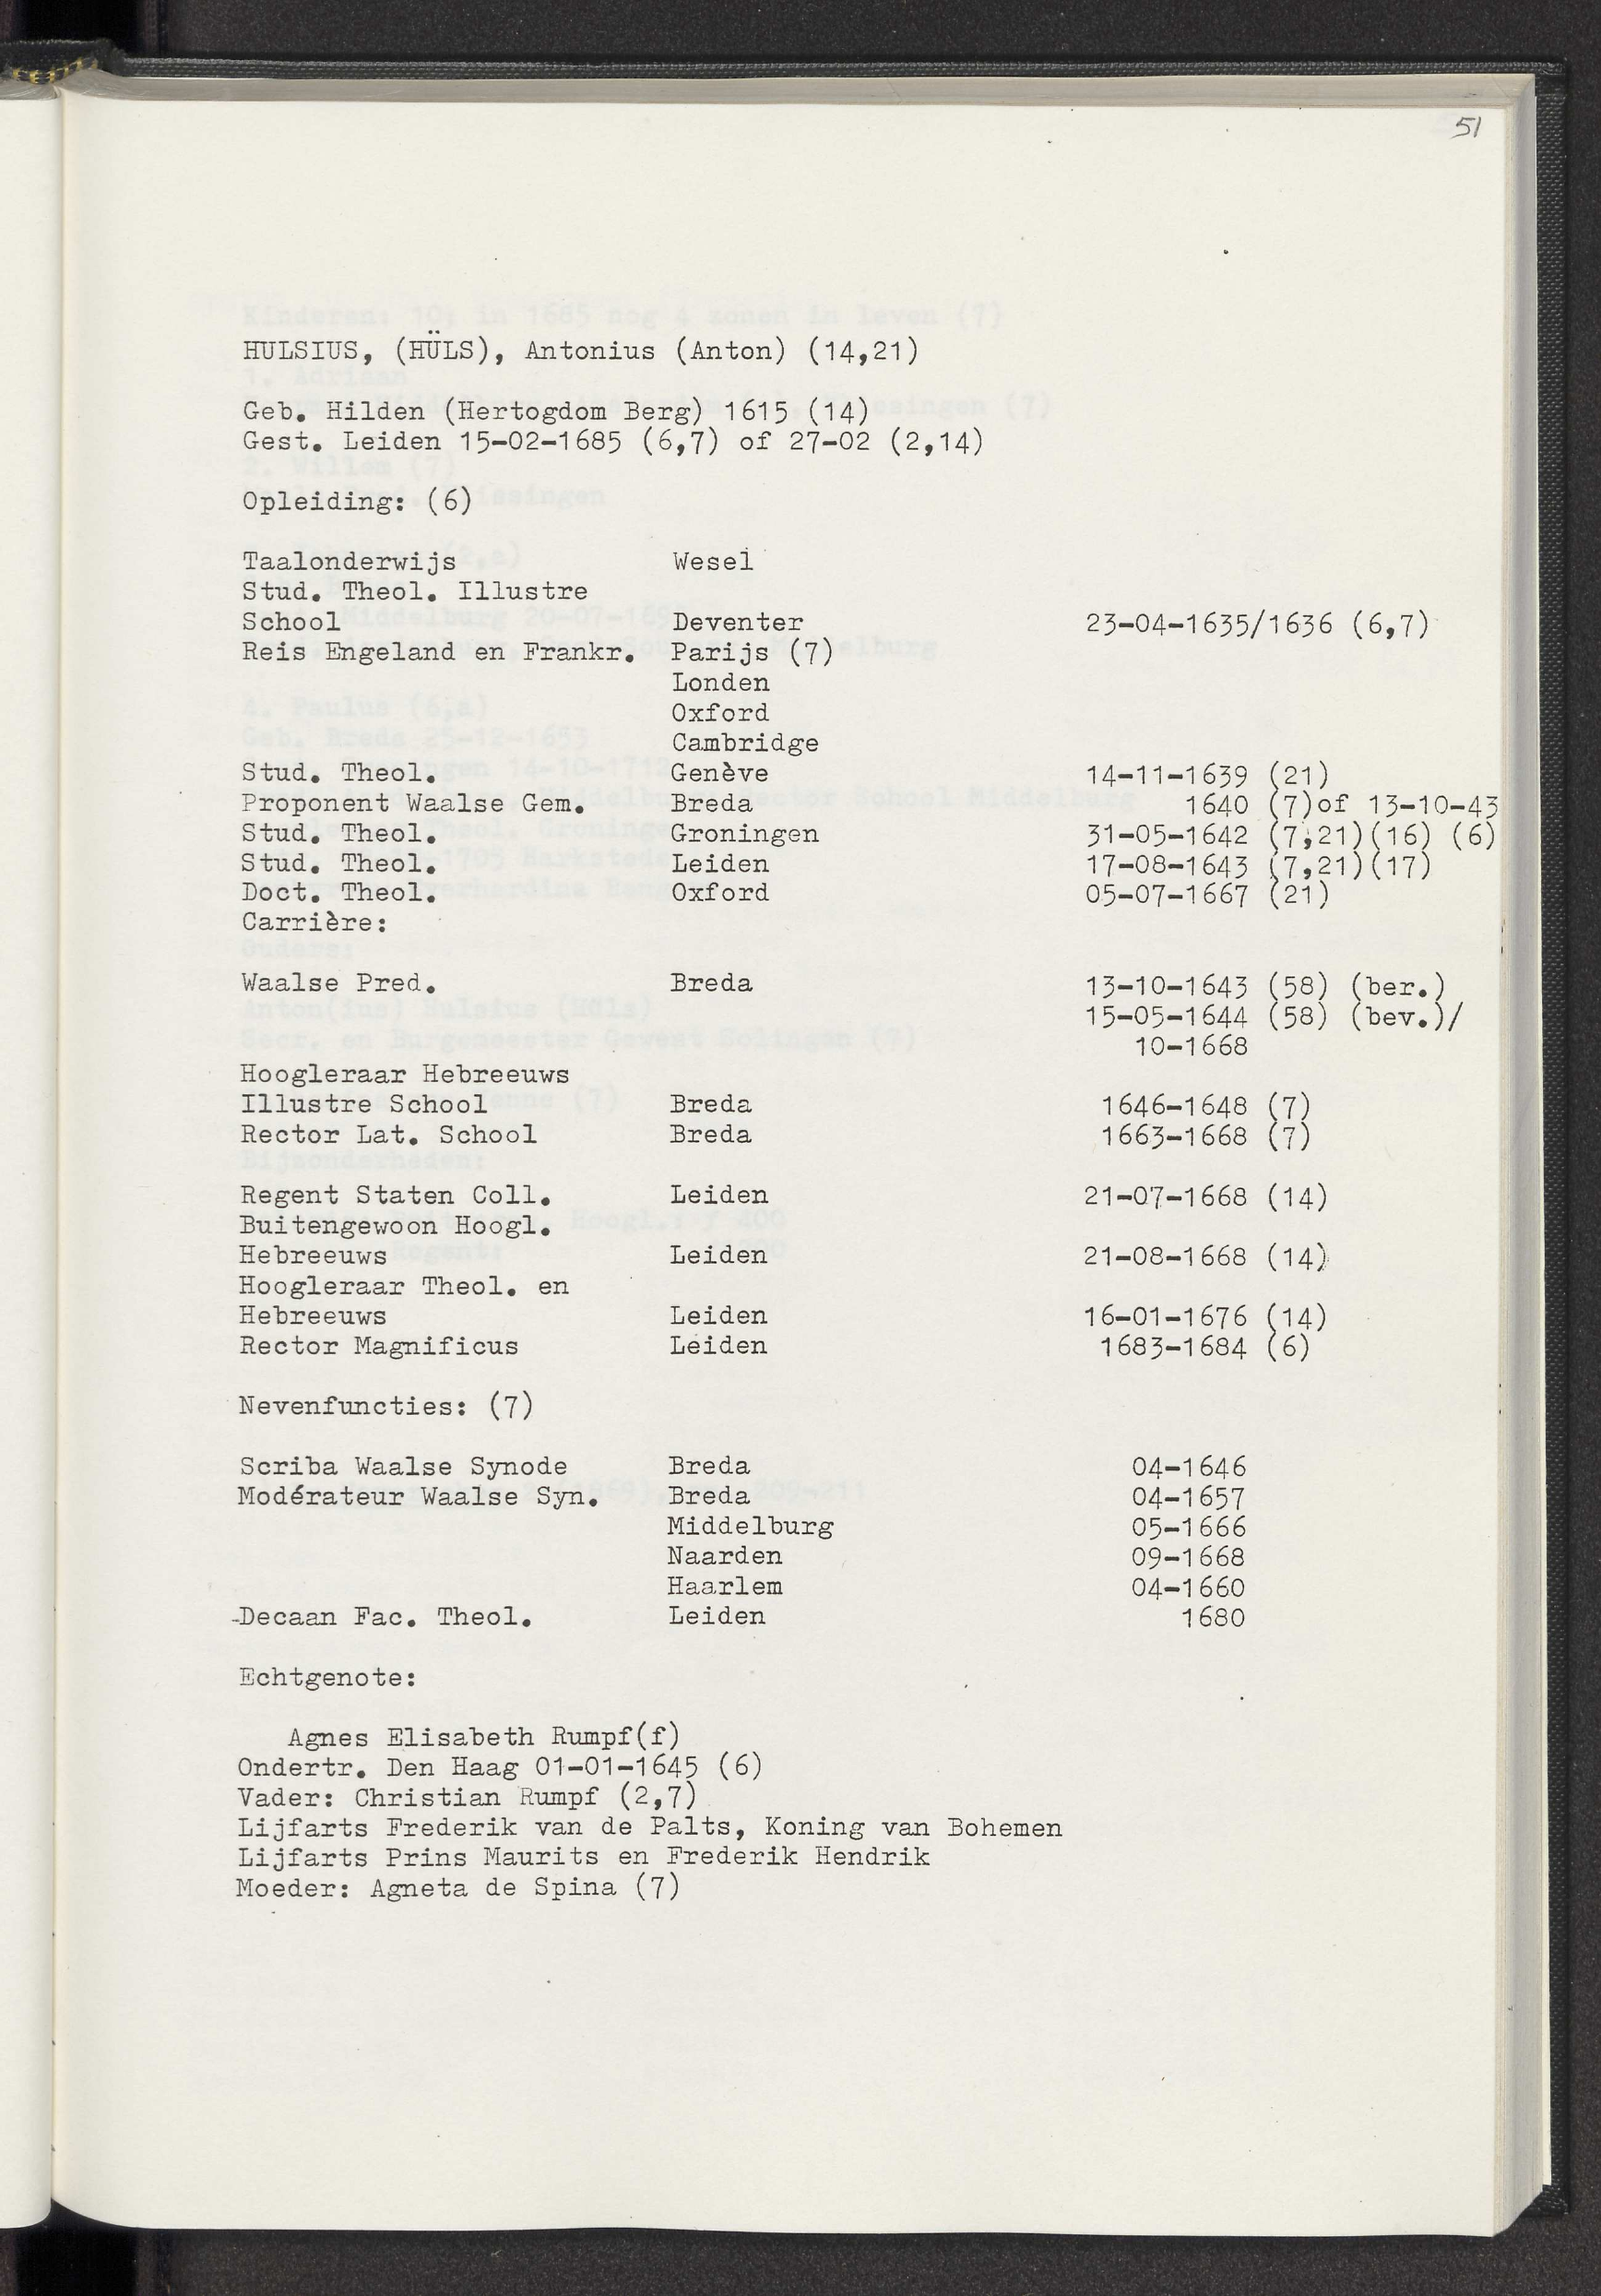 51
HULSIUS, (HÜLS), Antonius (Anton) (14,21)
Geb. Hilden (Hertogdom Berg) 1615 (14)
Gest. Leiden 15-02-1685 (6,7) of 27-02 (2,14)
Opleiding: (6)
Taalonderwijs Wesel
Stud. Theol. Illustre
School Deventer 23-04-1635/1636 (6,7)
Reis Engeland en Frankr. Parijs (7)
Londen
Oxford
Cambridge
Stud. Theol. Genève 14-11-1639 (21)
Proponent Waalse Gem. Breda 1640 (7)of 13-10-43
Stud. Theol. Groningen 31-05-1642 (7,21)(16) (6)
Stud. Theol. Leiden 17-08-1643 (7,21)(17)
Doct. Theol. Oxford 05-07-1667 (21)
Carrière:
Waalse Pred. Breda 13-10-1643 (58) (ber.)
15-05-1644 (58) (bev.)/
10-1668
Hoogleraar Hebreeuws
Illustre School Breda 1646-1648 (7)
Rector Lat. School Breda 1663-1668 (7)
Regent Staten Coll. Leiden 21-07-1668 (14)
Buitengewoon Hoogl.
Hebreeuws Leiden 21-08-1668 (14)
Hoogleraar Theol. en
Hebreeuws Leiden 16-01-1676 (14)
Rector Magnificus Leiden 1683-1684 (6)
Nevenfuncties: (7)
Scriba Waalse Synode Breda 04-1646
Modérateur Waalse Syn. Breda 04-1657
Middelburg 05-1666
Naarden 09-1668
Haarlem 04-1660
Decaan Fac. Theol. Leiden 1680
Echtgenote:
Agnes Elisabeth Rumpf(f)
Ondertr. Den Haag 01-01-1645 (6)
Vader: Christian Rumpf (2,7)
Lijfarts Frederik van de Palts, Koning van Bohemen
Lijfarts Prins Maurits en Frederik Hendrik
Moeder: Agneta de Spina (7)